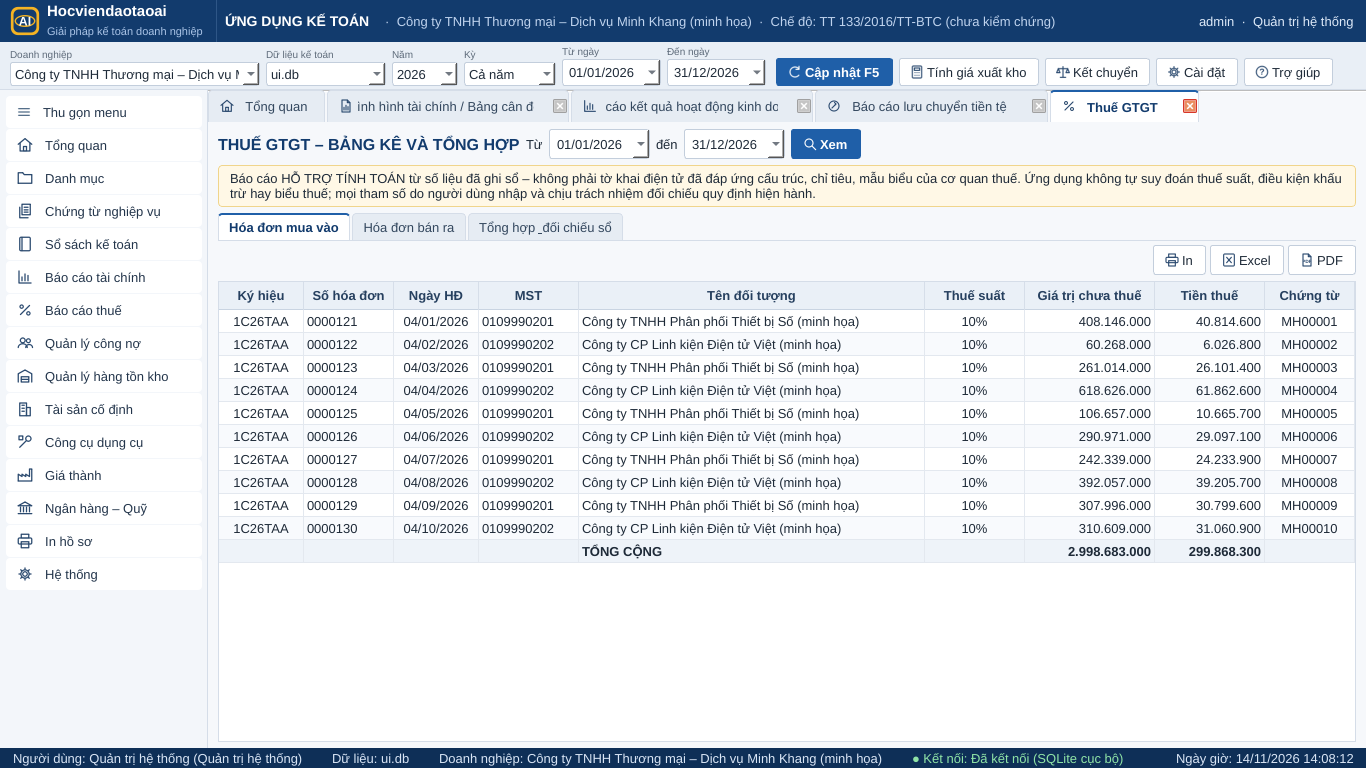 Hocviendaotaoai
Giải pháp kế toán doanh nghiệp
ỨNG DỤNG KẾ TOÁN · Công ty TNHH Thương mại – Dịch vụ Minh Khang (minh họa) · Chế độ: TT 133/2016/TT-BTC (chưa kiểm chứng)
admin · Quản trị hệ thống
Doanh nghiệp Dữ liệu kế toán Năm Kỳ Từ ngày Đến ngày
Công ty TNHH Thương mại – Dịch vụ M ui.db 2026 Cả năm 01/01/2026 31/12/2026 Cập nhật F5 Tính giá xuất kho Kết chuyển Cài đặt Trợ giúp
Thu gọn menu
Tổng quan
Danh mục
Chứng từ nghiệp vụ
Sổ sách kế toán
Báo cáo tài chính
Báo cáo thuế
Quản lý công nợ
Quản lý hàng tồn kho
Tài sản cố định
Công cụ dụng cụ
Giá thành
Ngân hàng – Quỹ
In hồ sơ
Hệ thống
Tổng quan ình hình tài chính / Bảng cân đ cáo kết quả hoạt động kinh do Báo cáo lưu chuyển tiền tệ Thuế GTGT
THUẾ GTGT – BẢNG KÊ VÀ TỔNG HỢP Từ 01/01/2026 đến 31/12/2026 Xem
Báo cáo HỖ TRỢ TÍNH TOÁN từ số liệu đã ghi sổ – không phải tờ khai điện tử đã đáp ứng cấu trúc, chỉ tiêu, mẫu biểu của cơ quan thuế. Ứng dụng không tự suy đoán thuế suất, điều kiện khấu
trừ hay biểu thuế; mọi tham số do người dùng nhập và chịu trách nhiệm đối chiếu quy định hiện hành.
Hóa đơn mua vào Hóa đơn bán ra Tổng hợp _đối chiếu sổ
In Excel PDF
Ký hiệu Số hóa đơn Ngày HĐ MST Tên đối tượng Thuế suất Giá trị chưa thuế Tiền thuế Chứng từ
1C26TAA 0000121 04/01/2026 0109990201 Công ty TNHH Phân phối Thiết bị Số (minh họa) 10% 408.146.000 40.814.600 MH00001
1C26TAA 0000122 04/02/2026 0109990202 Công ty CP Linh kiện Điện tử Việt (minh họa) 10% 60.268.000 6.026.800 MH00002
1C26TAA 0000123 04/03/2026 0109990201 Công ty TNHH Phân phối Thiết bị Số (minh họa) 10% 261.014.000 26.101.400 MH00003
1C26TAA 0000124 04/04/2026 0109990202 Công ty CP Linh kiện Điện tử Việt (minh họa) 10% 618.626.000 61.862.600 MH00004
1C26TAA 0000125 04/05/2026 0109990201 Công ty TNHH Phân phối Thiết bị Số (minh họa) 10% 106.657.000 10.665.700 MH00005
1C26TAA 0000126 04/06/2026 0109990202 Công ty CP Linh kiện Điện tử Việt (minh họa) 10% 290.971.000 29.097.100 MH00006
1C26TAA 0000127 04/07/2026 0109990201 Công ty TNHH Phân phối Thiết bị Số (minh họa) 10% 242.339.000 24.233.900 MH00007
1C26TAA 0000128 04/08/2026 0109990202 Công ty CP Linh kiện Điện tử Việt (minh họa) 10% 392.057.000 39.205.700 MH00008
1C26TAA 0000129 04/09/2026 0109990201 Công ty TNHH Phân phối Thiết bị Số (minh họa) 10% 307.996.000 30.799.600 MH00009
1C26TAA 0000130 04/10/2026 0109990202 Công ty CP Linh kiện Điện tử Việt (minh họa) 10% 310.609.000 31.060.900 MH00010
TỔNG CỘNG 2.998.683.000 299.868.300
Người dùng: Quản trị hệ thống (Quản trị hệ thống) Dữ liệu: ui.db Doanh nghiệp: Công ty TNHH Thương mại – Dịch vụ Minh Khang (minh họa) ● Kết nối: Đã kết nối (SQLite cục bộ) Ngày giờ: 14/11/2026 14:08:12